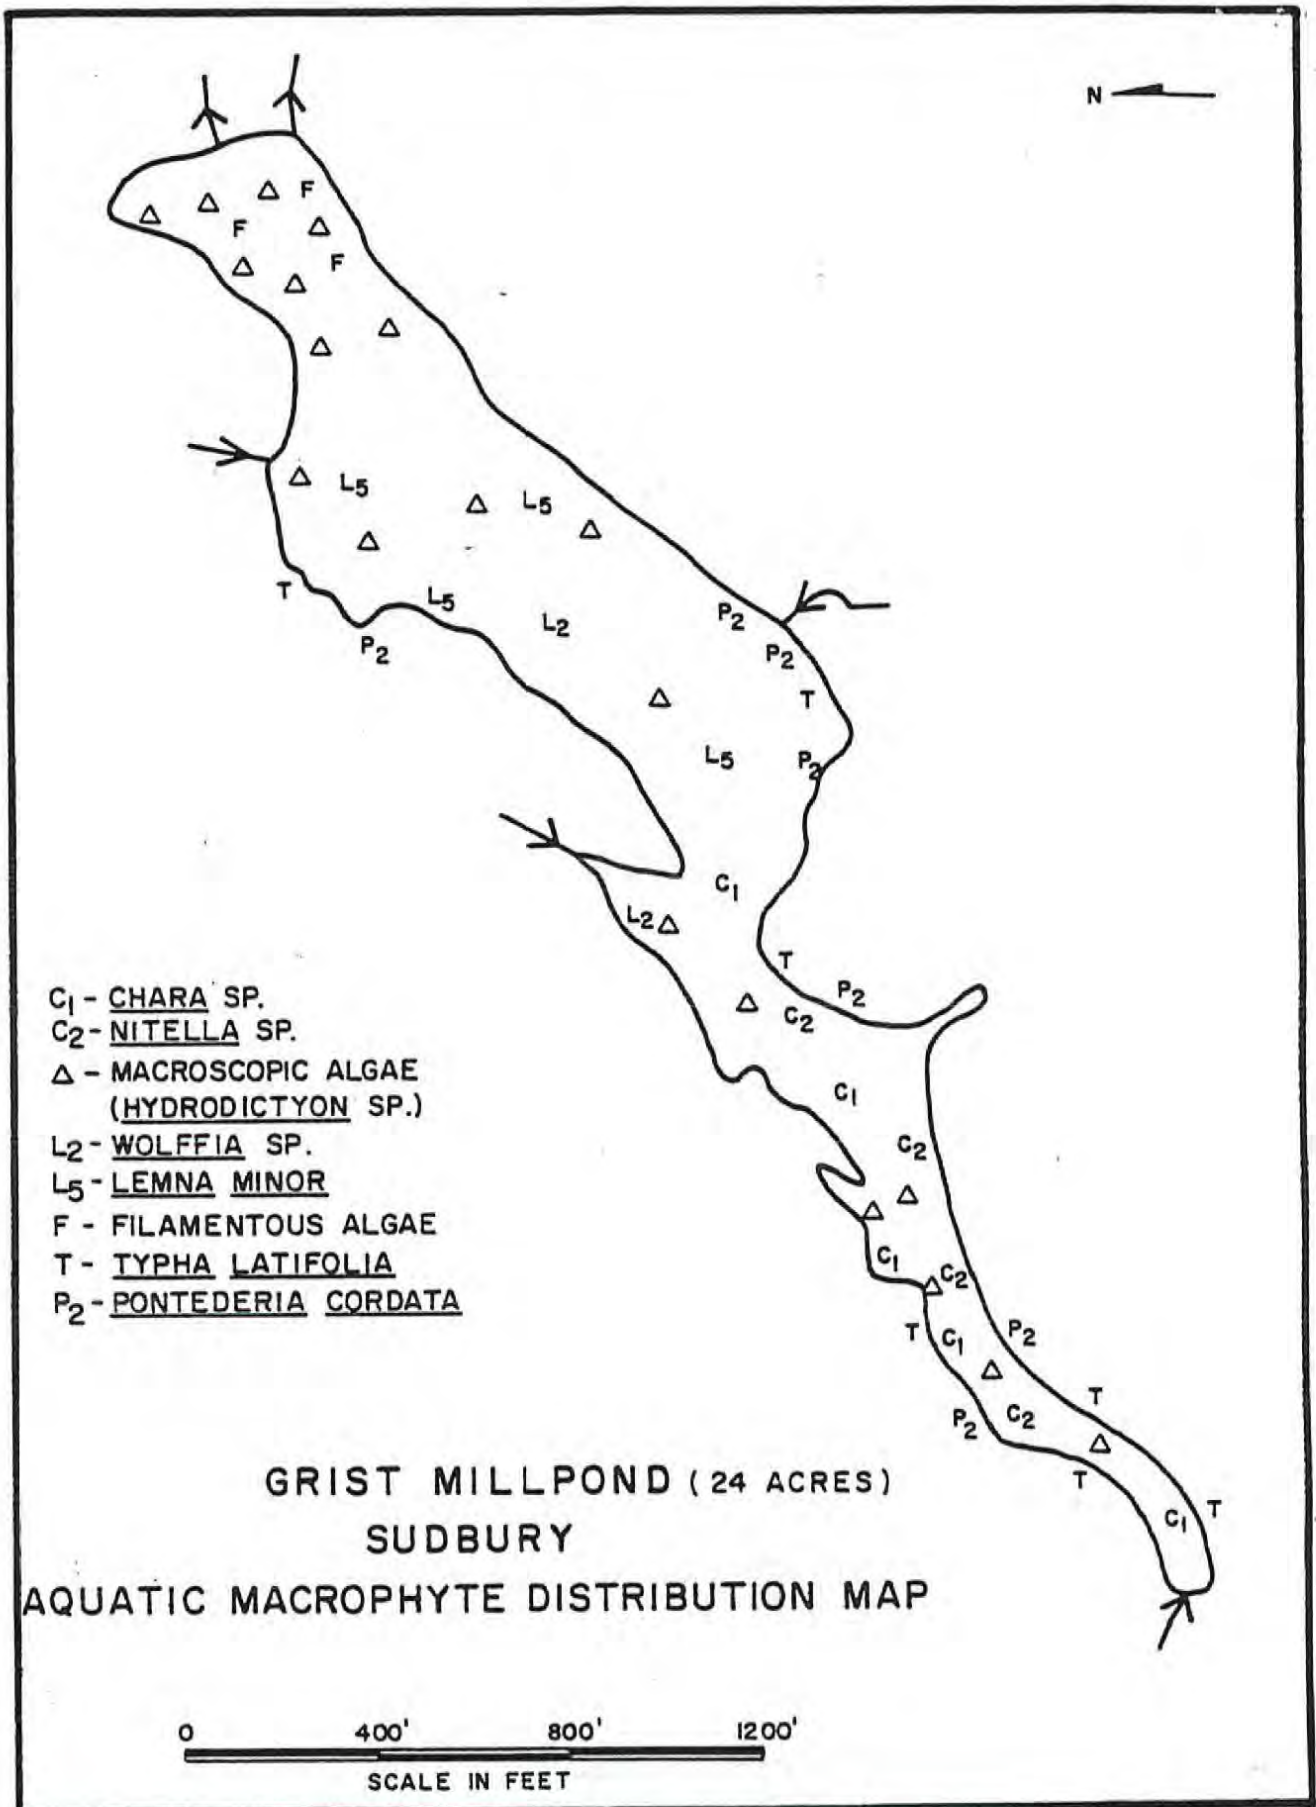 N
F
F
F
L5
L5
T
L5
L2
P2
P2
P2
T
L5
P2
C1
L2
T
P2
C2
C1
C2
C1
C2
T
C1
P2
T
P2
C2
T
C1
T
C1 - CHARA SP.
C2 - NITELLA SP.
△ - MACROSCOPIC ALGAE
(HYDRODICTYON SP.)
L2 - WOLFFIA SP.
L5 - LEMNA MINOR
F - FILAMENTOUS ALGAE
T - TYPHA LATIFOLIA
P2 - PONTEDERIA CORDATA
GRIST MILLPOND (24 ACRES)
SUDBURY
AQUATIC MACROPHYTE DISTRIBUTION MAP
0 400' 800' 1200'
SCALE IN FEET